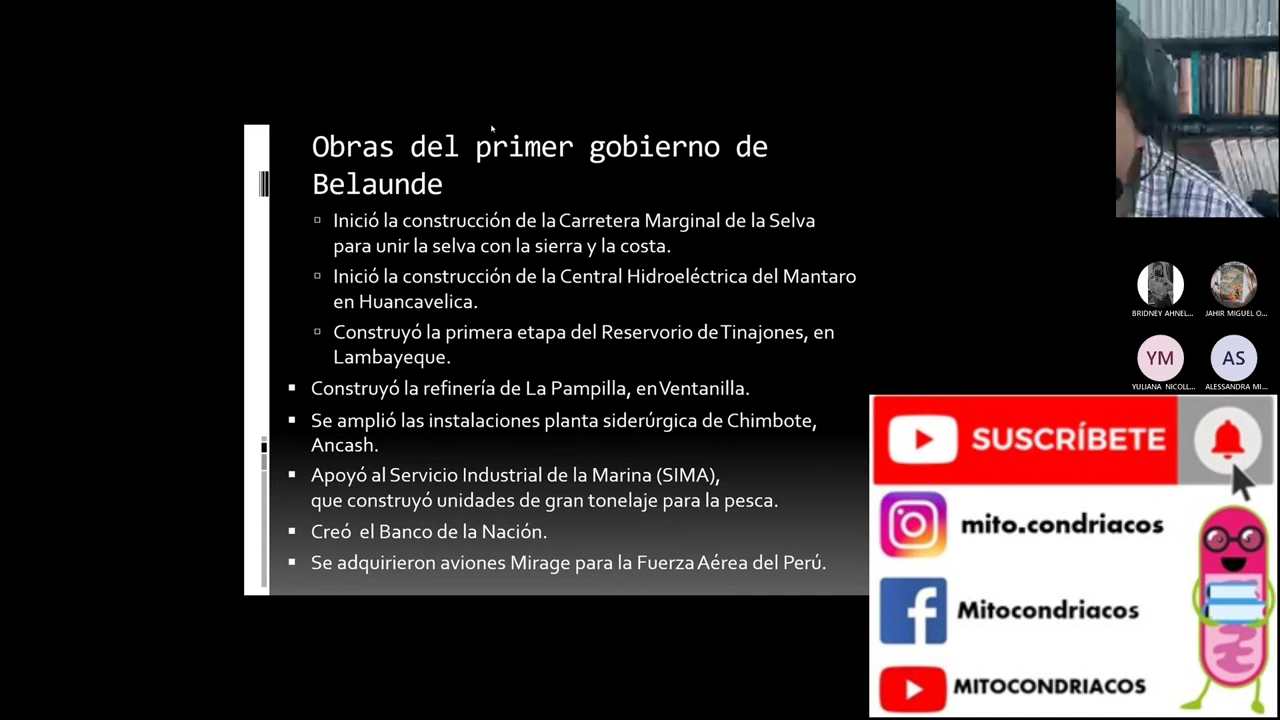 Obras del primer gobierno de
Belaunde
Inició la construcción de la Carretera Marginal de la Selva
para unir la selva con la sierra y la costa.
Inició la construcción de la Central Hidroeléctrica del Mantaro
en Huancavelica.
Construyó la primera etapa del Reservorio de Tinajones, en
Lambayeque.
Construyó la refinería de La Pampilla, en Ventanilla.
Se amplió las instalaciones planta siderúrgica de Chimbote,
Ancash.
Apoyó al Servicio Industrial de la Marina (SIMA),
que construyó unidades de gran tonelaje para la pesca.
Creó el Banco de la Nación.
Se adquirieron aviones Mirage para la Fuerza Aérea del Perú.
BRIDNEY AHNEL...
JAHIR MIGUEL O...
YM
AS
YULIANA NICOLL...
ALESSANDRA MI...
SUSCRÍBETE
mito.condriacos
Mitocondriacos
MITOCONDRIACOS